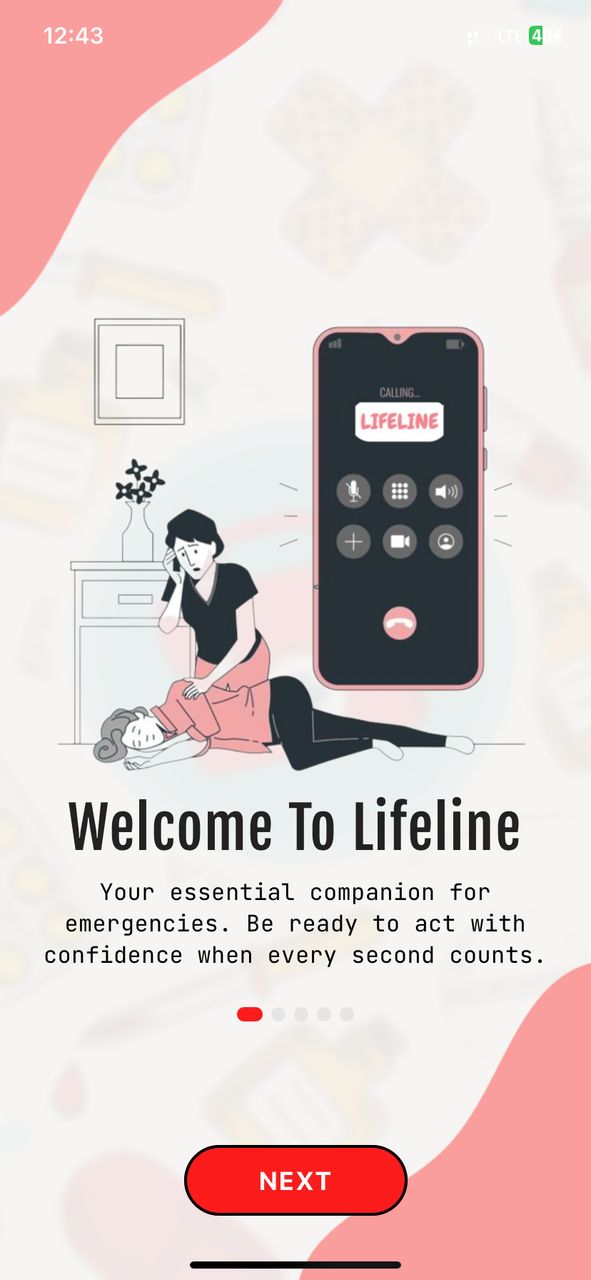 12:43
LTE 40
CALLING...
LIFELINE
Welcome To Lifeline
Your essential companion for
emergencies. Be ready to act with
confidence when every second counts.
NEXT